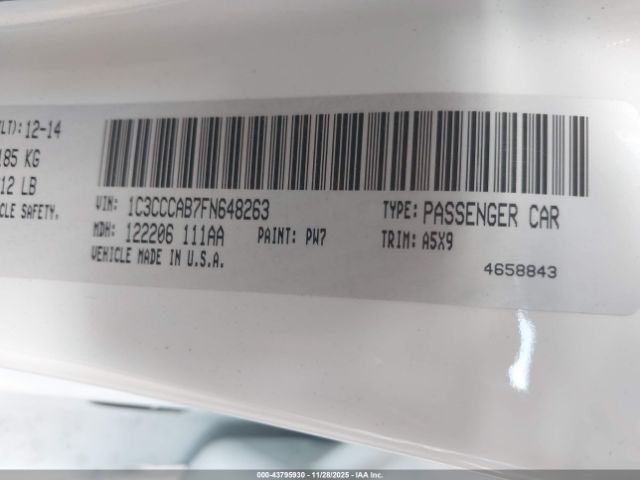 LT): 12-14
185 KG
12 LB
CLE SAFETY.
VIN: 1C3CCCAB7FN648263
TYPE: PASSENGER CAR
MDH: 122206 111AA PAINT: PW7
TRIM: A5X9
VEHICLE MADE IN U.S.A.
4658843
000-43795930 | 11/28/2025 - IAA, Inc.